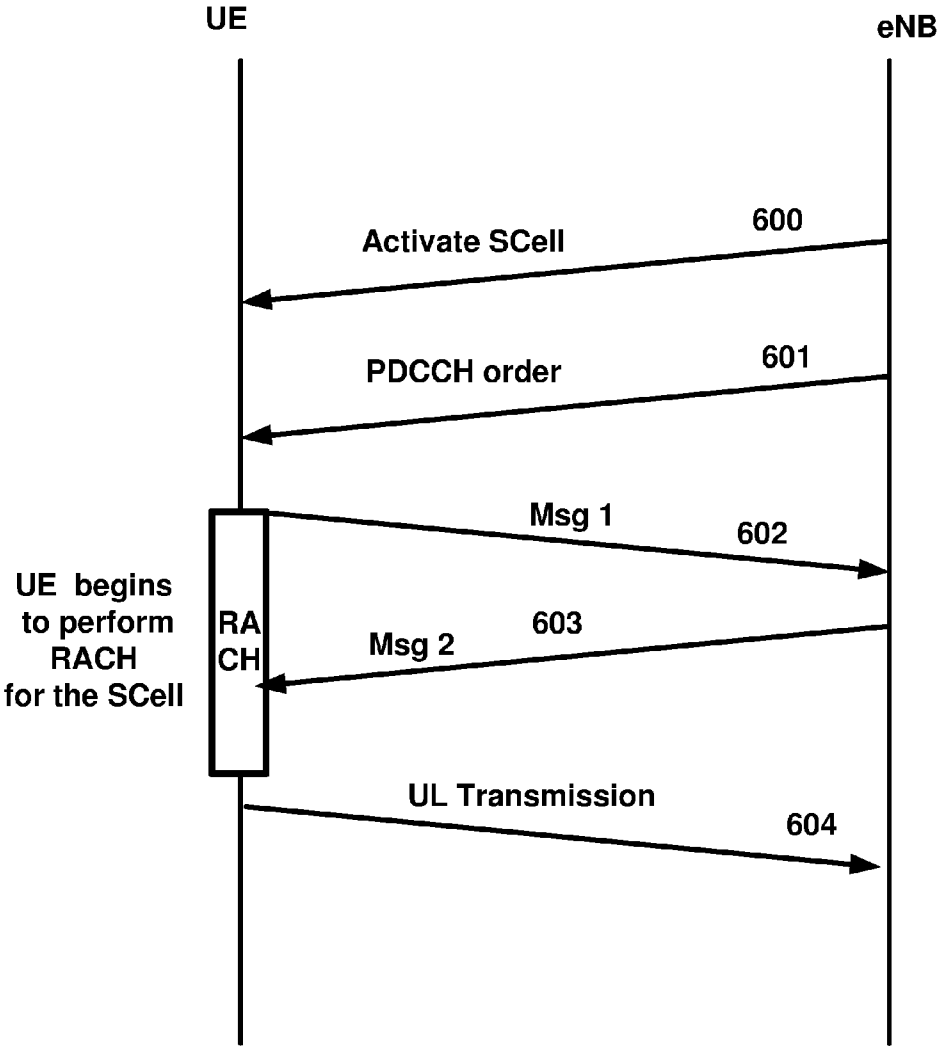 UE
eNB
600
Activate SCell
601
PDCCH order
Msg 1
602
UE begins
to perform
RACH
for the SCell
RA
CH
603
Msg 2
UL Transmission
604